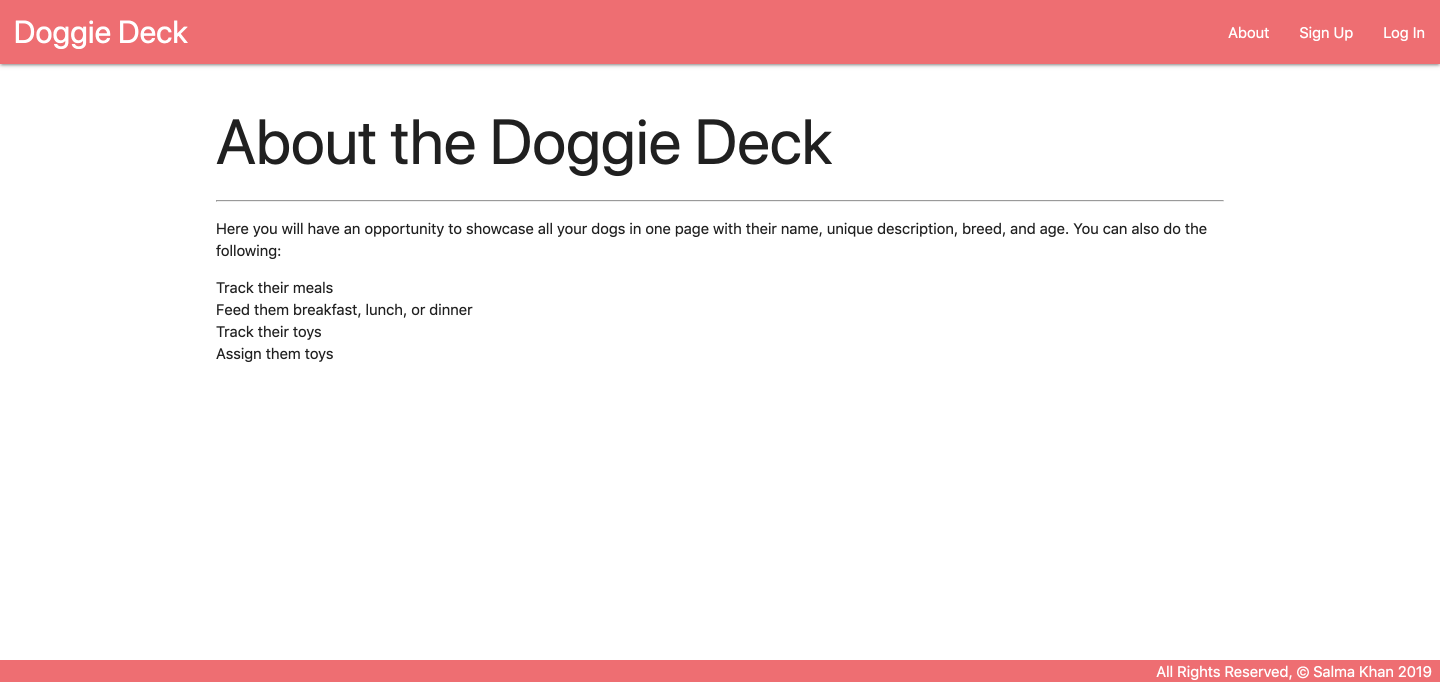 Doggie Deck
About
Sign Up
Log In
About the Doggie Deck
Here you will have an opportunity to showcase all your dogs in one page with their name, unique description, breed, and age. You can also do the
following:
Track their meals
Feed them breakfast, lunch, or dinner
Track their toys
Assign them toys
All Rights Reserved, © Salma Khan 2019